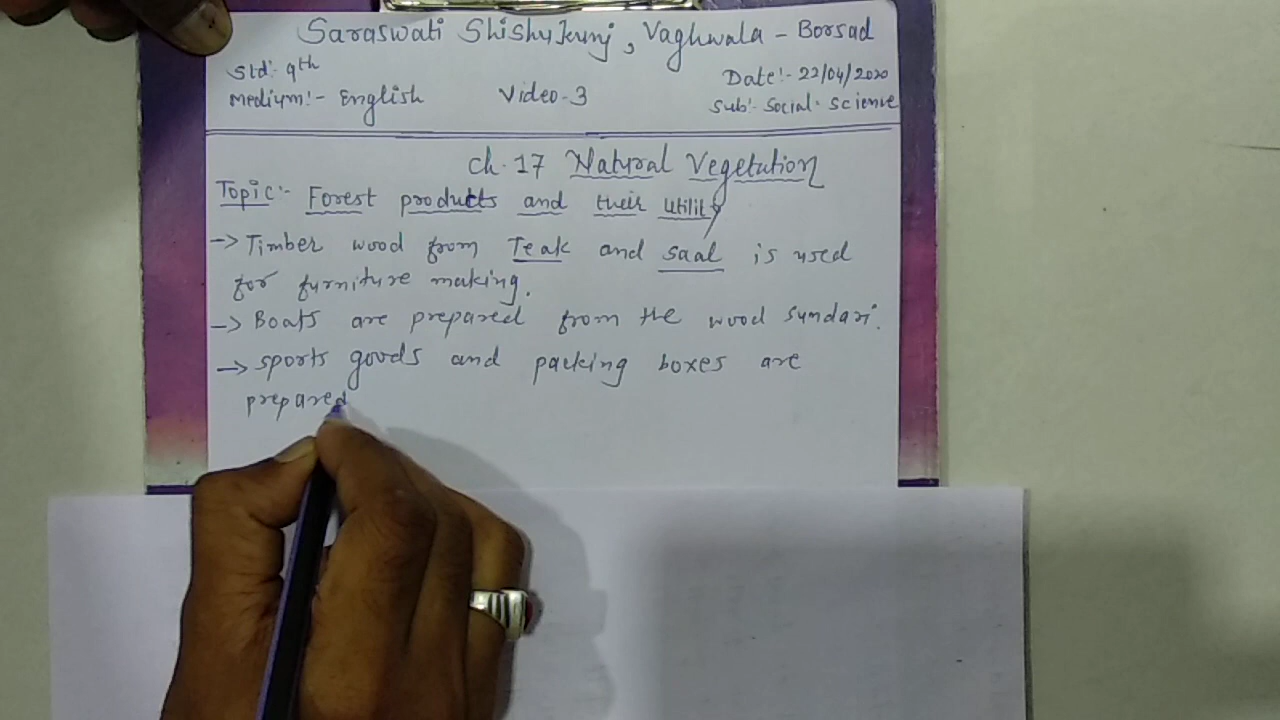 Saraswati Shishukunj, Vaghwala - Borsad
Std:- 9th
Date:- 22/04/2020
Medium:- English
Video-3
Sub:- Social Science
Ch. 17 Natural Vegetation
Topic:- Forest products and their utility
-> Timber wood from Teak and Saal is used
for furniture making.
-> Boats are prepared from the wood sundari.
-> Sports goods and packing boxes are
prepared